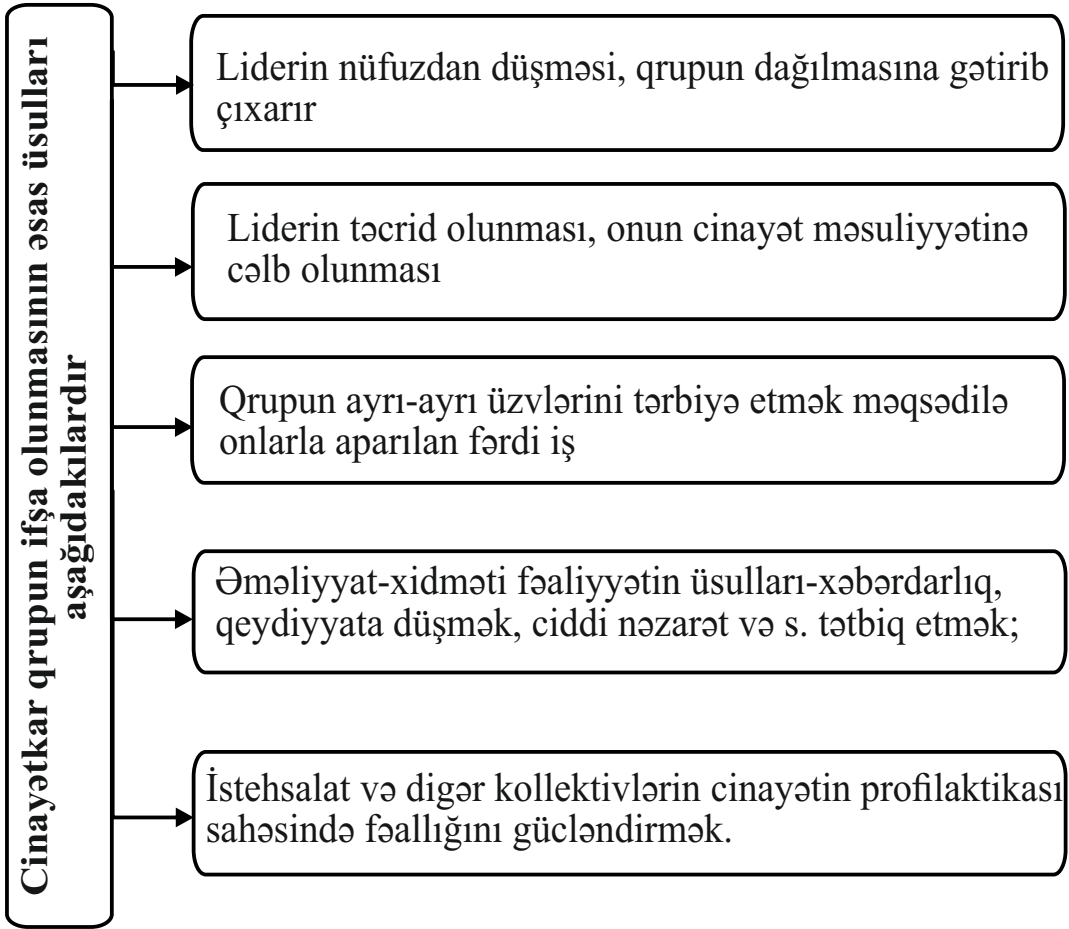 Cinayətkar qrupun ifşa olunmasının əsas üsulları
aşağıdakılardır
Liderin nüfuzdan düşməsi, qrupun dağılmasına gətirib
çıxarır
Liderin təcrid olunması, onun cinayət məsuliyyətinə
cəlb olunması
Qrupun ayrı-ayrı üzvlərini tərbiyə etmək məqsədilə
onlarla aparılan fərdi iş
Əməliyyat-xidməti fəaliyyətin üsulları-xəbərdarlıq,
qeydiyyata düşmək, ciddi nəzarət və s. tətbiq etmək;
İstehsalat və digər kollektivlərin cinayətin profilaktikası
sahəsində fəallığını gücləndirmək.